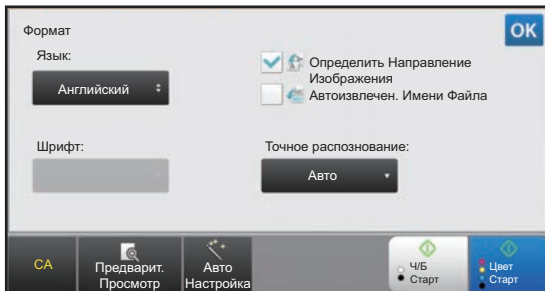 Формат
OK
Язык:
Английский
Определить Направление
Изображения
Автоизвлечен. Имени Файла
Шрифт:
Точное распознование:
Авто
CA
Предварит.
Просмотр
Авто
Настройка
Ч/Б
Старт
Цвет
Старт